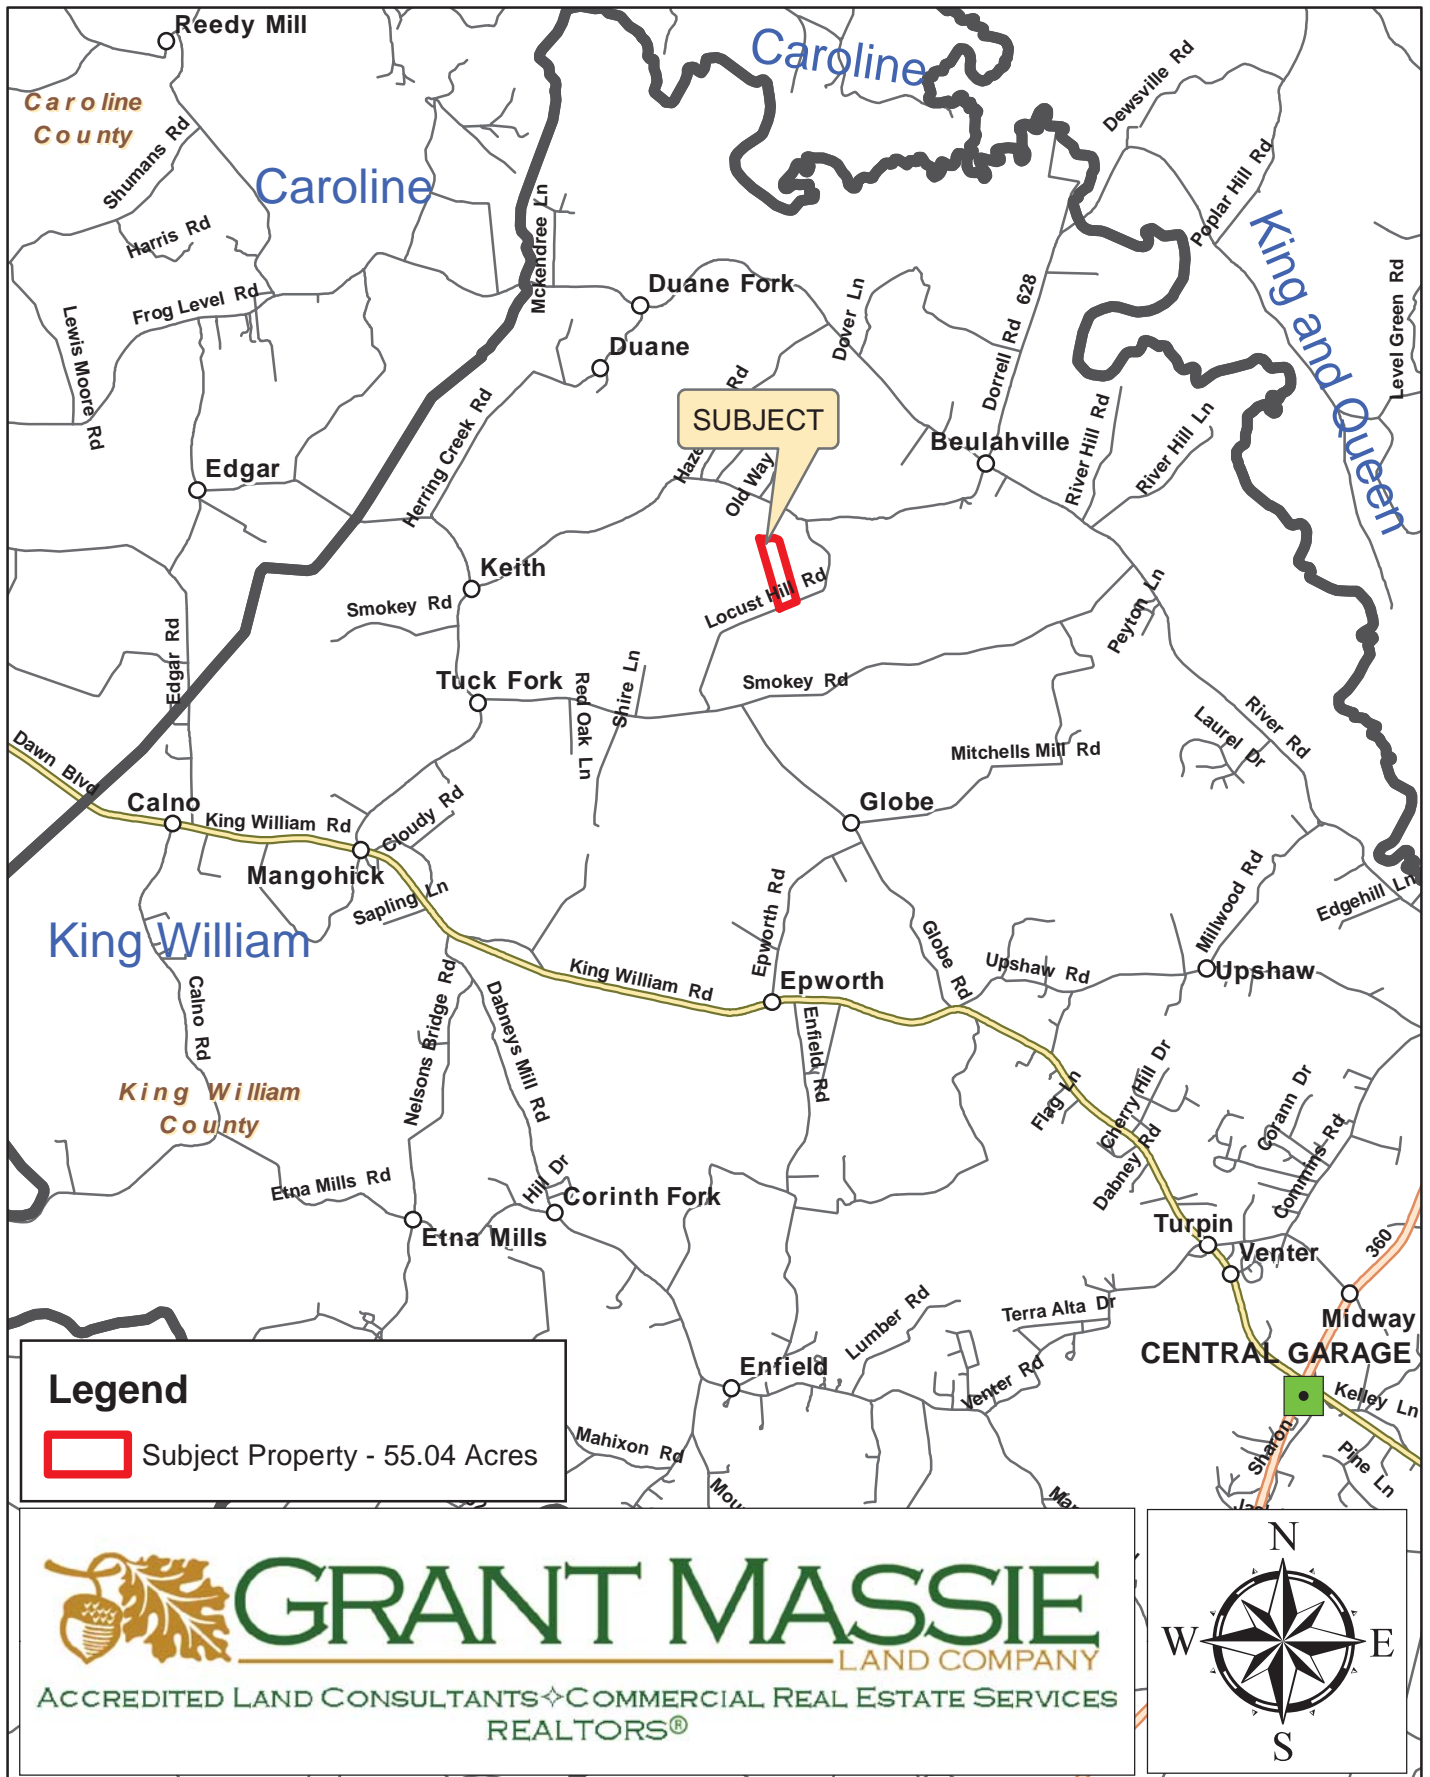 Reedy Mill
Caroline
Caroline
County
Shumans Rd
Caroline
Dewsville Rd
Poplar Hill Rd
Harris Rd
Mckendree Ln
King and Queen
Level Green Rd
Frog Level Rd
Lewis Moore Rd
Duane Fork
Duane
Dover Ln
Dorrell Rd 628
Rd
SUBJECT
Haze
Old Way
Beulahville
River Hill Rd
River Hill Ln
Edgar
Herring Creek Rd
Keith
Smokey Rd
Locust Hill Rd
Peyton Ln
Edgar Rd
Tuck Fork
Red Oak Ln
Shire Ln
Smokey Rd
Laurel Dr
River Rd
Mitchells Mill Rd
Dawn Blvd
Calno
King William Rd
Cloudy Rd
Mangohick
Sapling Ln
Globe
Epworth Rd
Globe Rd
Millwood Rd
Edgehill Ln
King William
Calno Rd
King William Rd
Epworth
Upshaw Rd
Upshaw
Nelsons Bridge Rd
Dabneys Mill Rd
Enfield Rd
Flag Ln
Cherry Hill Dr
Dabney Rd
Corann Dr
Commins Rd
King William
County
Etna Mills Rd
Hill Dr
Corinth Fork
Etna Mills
Turpin
Venter
360
Midway
Terra Alta Dr
Lumber Rd
CENTRAL GARAGE
Enfield
Venter Rd
Kelley Ln
Sharon
Pine Ln
Mahixon Rd
Mou
Legend
Subject Property - 55.04 Acres
GRANT MASSIE
LAND COMPANY
ACCREDITED LAND CONSULTANTS✧COMMERCIAL REAL ESTATE SERVICES
REALTORS®
N
W E
S